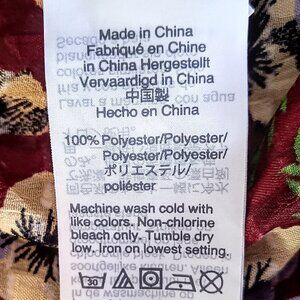 Made in China
Fabriqué en Chine
in China Hergestellt
Vervaardigd in China
中国製
Hecho en China
100% Polyester/Polyester/
Polyester/Polyester/
ポリエステル/
poliéster
Machine wash cold with
like colors. Non-chlorine
bleach only. Tumble dry
low. Iron on lowest setting.
30